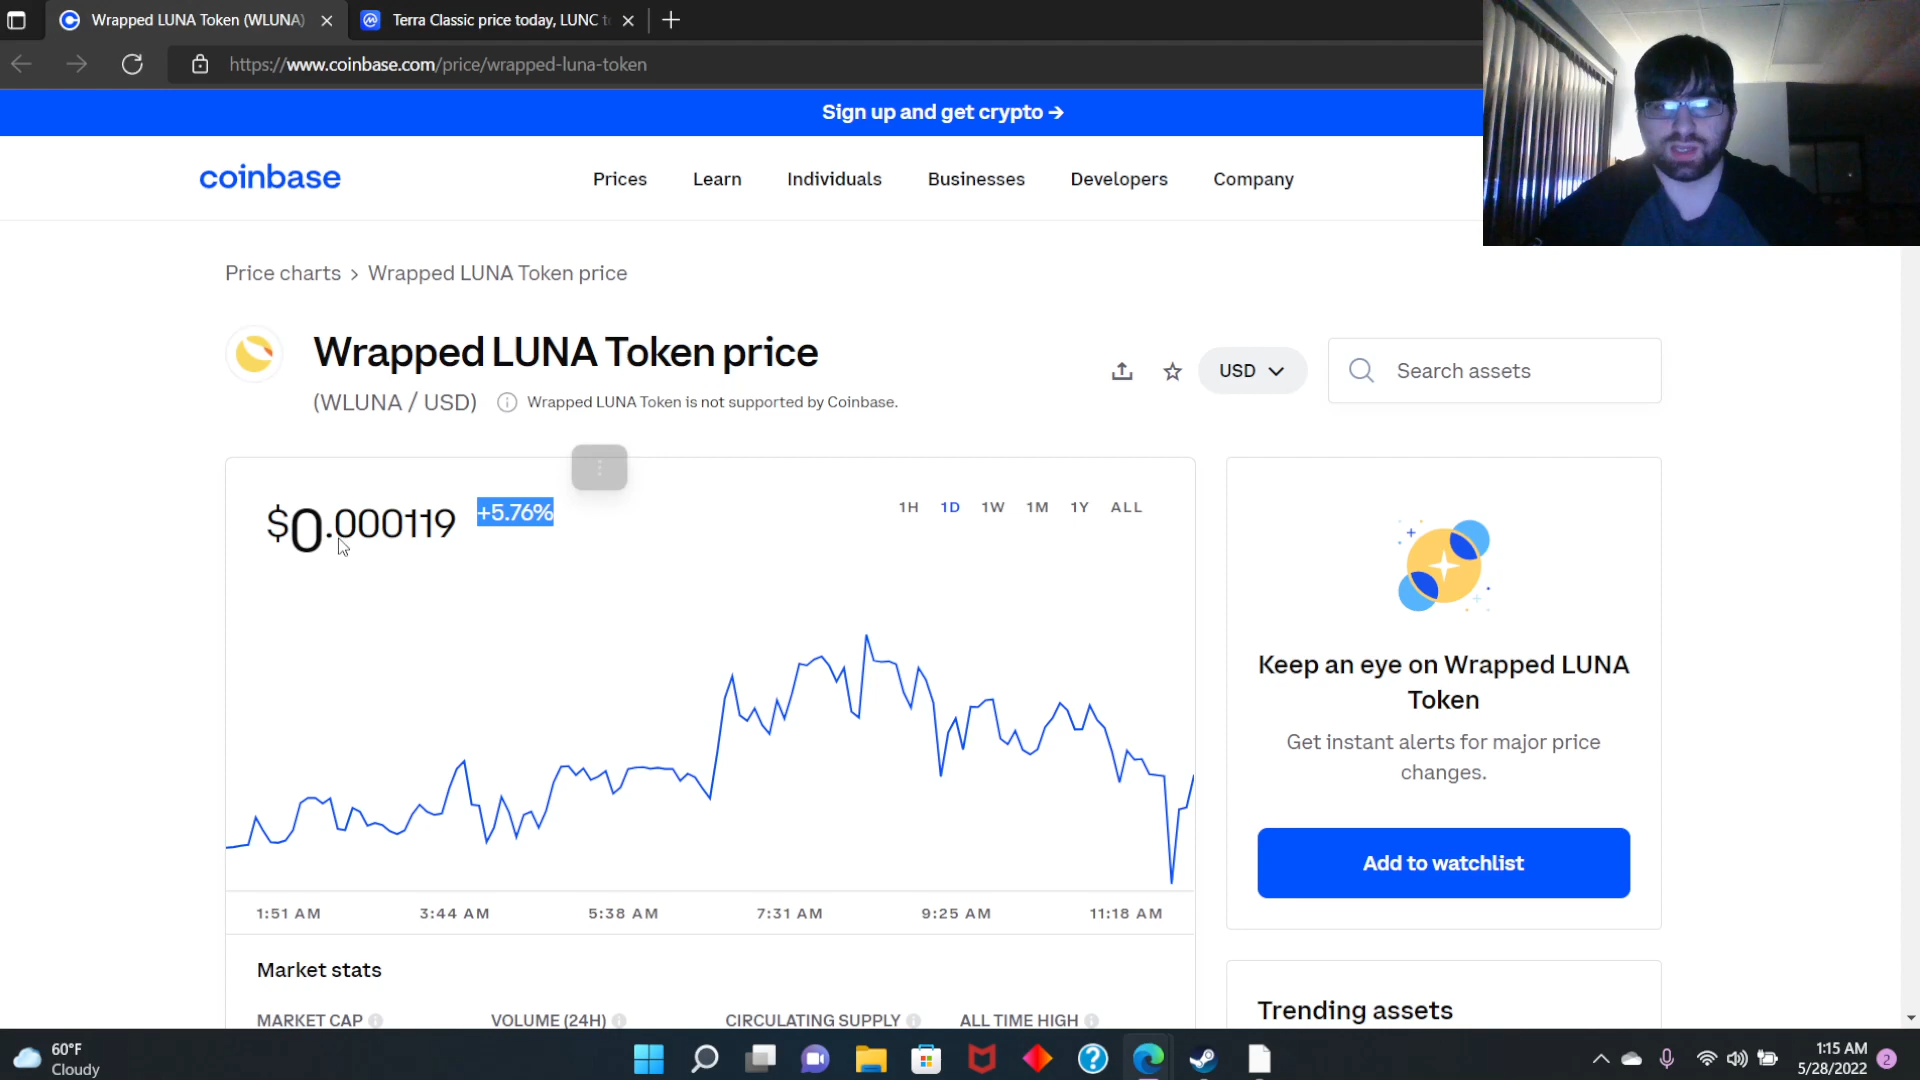 Wrapped LUNA Token (WLUNA)
Terra Classic price today, LUNC t
https://www.coinbase.com/price/wrapped-luna-token
Sign up and get crypto →
coinbase
Prices
Learn
Individuals
Businesses
Developers
Company
Price charts > Wrapped LUNA Token price
Wrapped LUNA Token price
(WLUNA / USD)
Wrapped LUNA Token is not supported by Coinbase.
USD
Search assets
$0.000119
+5.76%
1H 1D 1W 1M 1Y ALL
1:51 AM 3:44 AM 5:38 AM 7:31 AM 9:25 AM 11:18 AM
Market stats
MARKET CAP
VOLUME (24H)
CIRCULATING SUPPLY
ALL TIME HIGH
Keep an eye on Wrapped LUNA
Token
Get instant alerts for major price
changes.
Add to watchlist
Trending assets
60°F
Cloudy
1:15 AM
5/28/2022
2